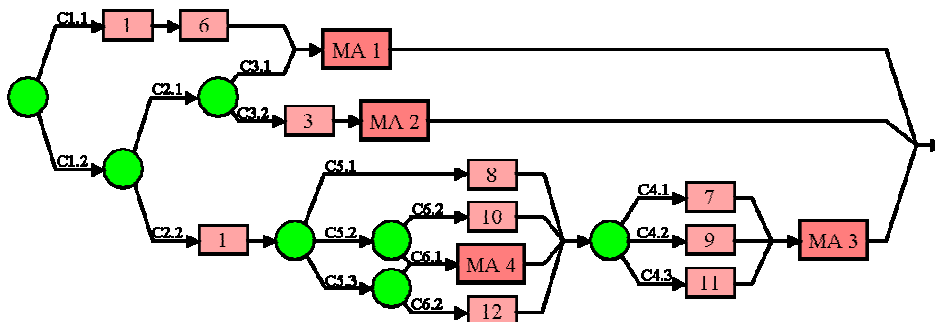 C1.1
1
6
MA 1
C3.1
C2.1
C3.2
3
MA 2
C1.2
C5.1
8
C4.1
7
C2.2
1
C5.2
C6.2
10
C4.2
9
MA 3
C6.1
MA 4
C5.3
C4.3
11
C6.2
12